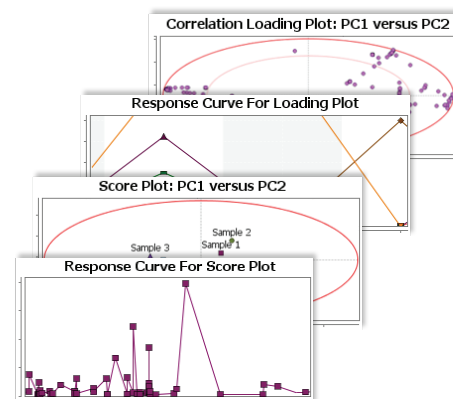 Correlation Loading Plot: PC1 versus PC2
Response Curve For Loading Plot
Score Plot: PC1 versus PC2
Sample 2
Sample 1
Sample 3
Response Curve For Score Plot